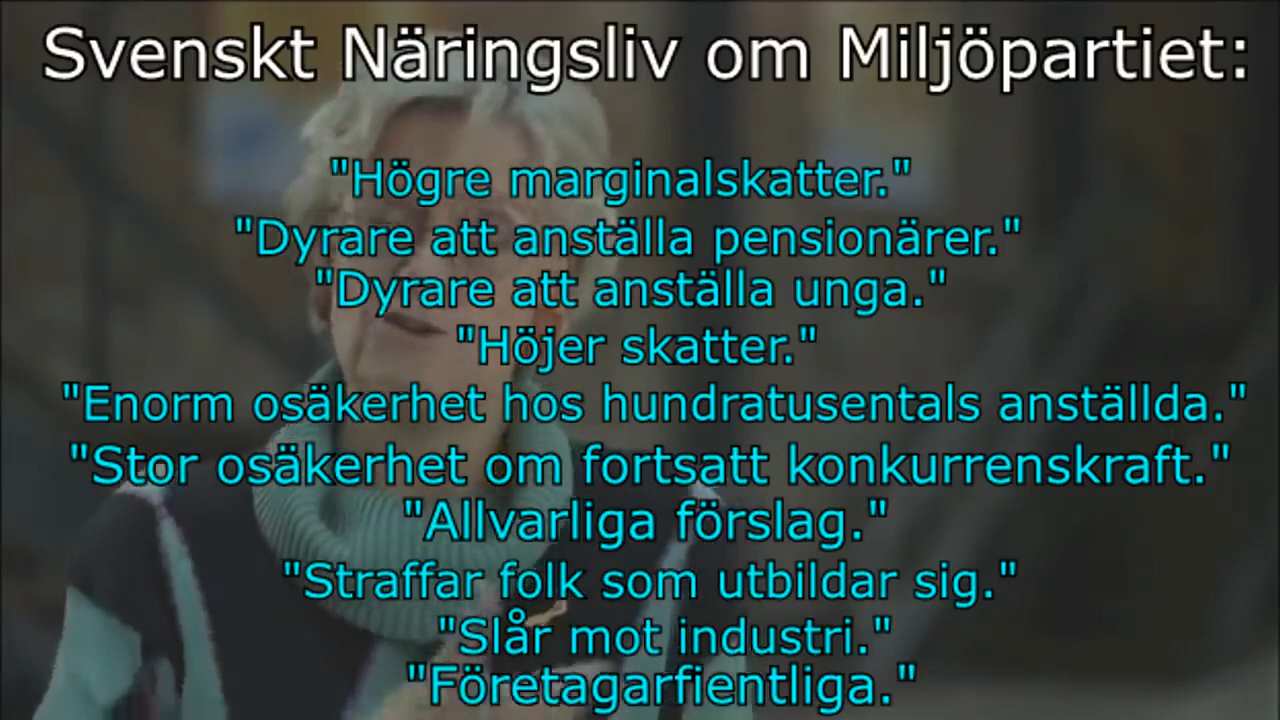 Svenskt Näringsliv om Miljöpartiet:
"Högre marginalskatter."
"Dyrare att anställa pensionärer."
"Dyrare att anställa unga."
"Höjer skatter."
"Enorm osäkerhet hos hundratusentals anställda."
"Stor osäkerhet om fortsatt konkurrenskraft."
"Allvarliga förslag."
"Straffar folk som utbildar sig."
"Slår mot industri."
"Företagarfientliga."